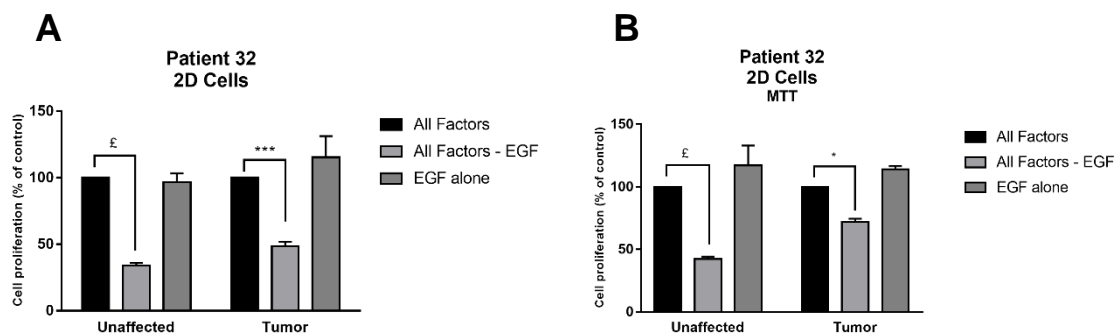 A
Patient 32
2D Cells
Cell proliferation (% of control)
150
100
50
0
£
***
Unaffected
Tumor
All Factors
All Factors - EGF
EGF alone
B
Patient 32
2D Cells
MTT
Cell proliferation (% of control)
150
100
50
0
£
*
Unaffected
Tumor
All Factors
All Factors - EGF
EGF alone